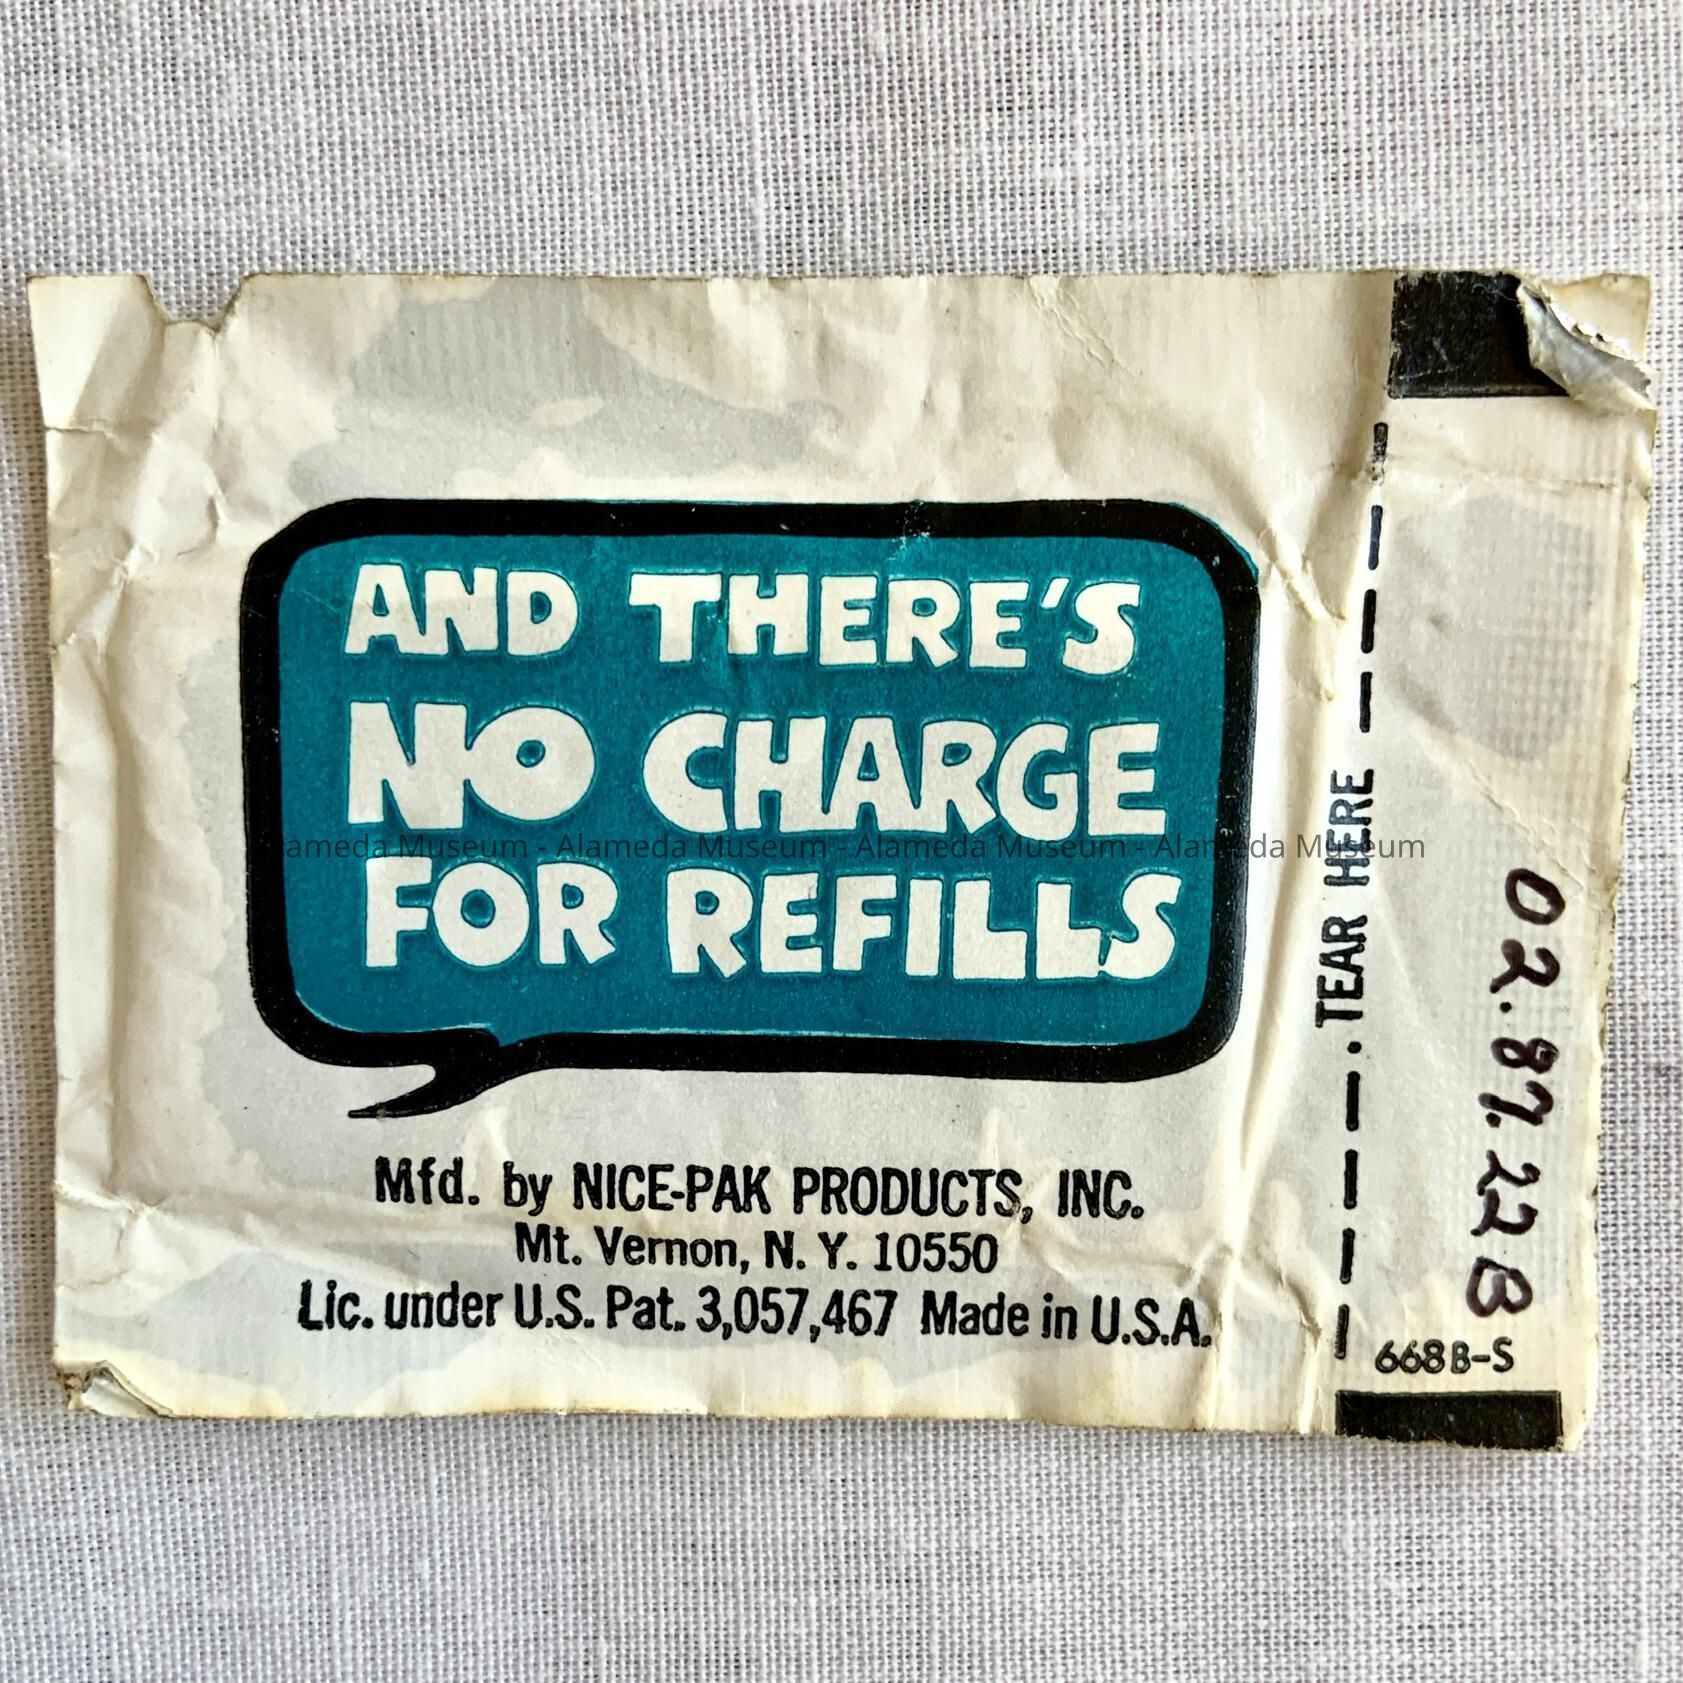 AND THERE'S
NO CHARGE
FOR REFILLS
Mfd. by NICE-PAK PRODUCTS, INC.
Mt. Vernon, N. Y. 10550
Lic. under U.S. Pat. 3,057,467 Made in U.S.A.
TEAR HERE
02.87.22B
668B-S
Alameda Museum - Alameda Museum - Alameda Museum - Alameda Museum